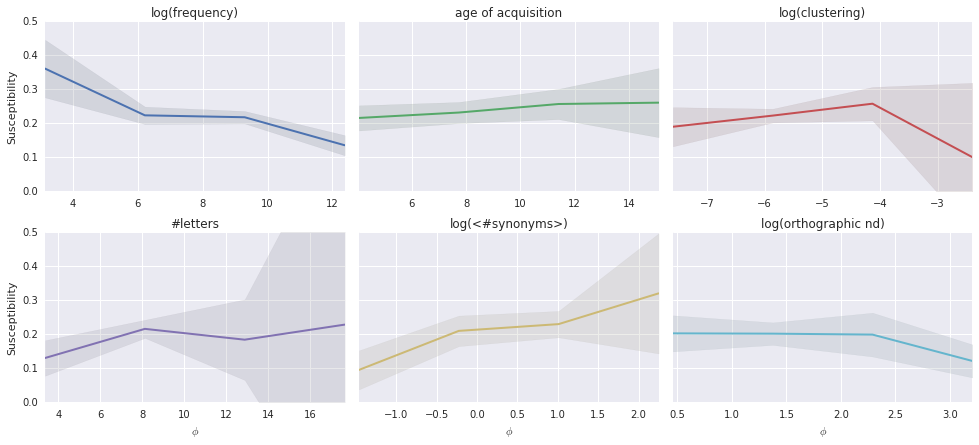 log(frequency)
age of acquisition
log(clustering)
Susceptibility
0.5
0.4
0.3
0.2
0.1
0.0
4 6 8 10 12
6 8 10 12 14
−7 −6 −5 −4 −3
#letters
log(<#synonyms>)
log(orthographic nd)
Susceptibility
0.5
0.4
0.3
0.2
0.1
0.0
4 6 8 10 12 14 16
−1.0 −0.5 0.0 0.5 1.0 1.5 2.0
0.5 1.0 1.5 2.0 2.5 3.0
ϕ
ϕ
ϕ